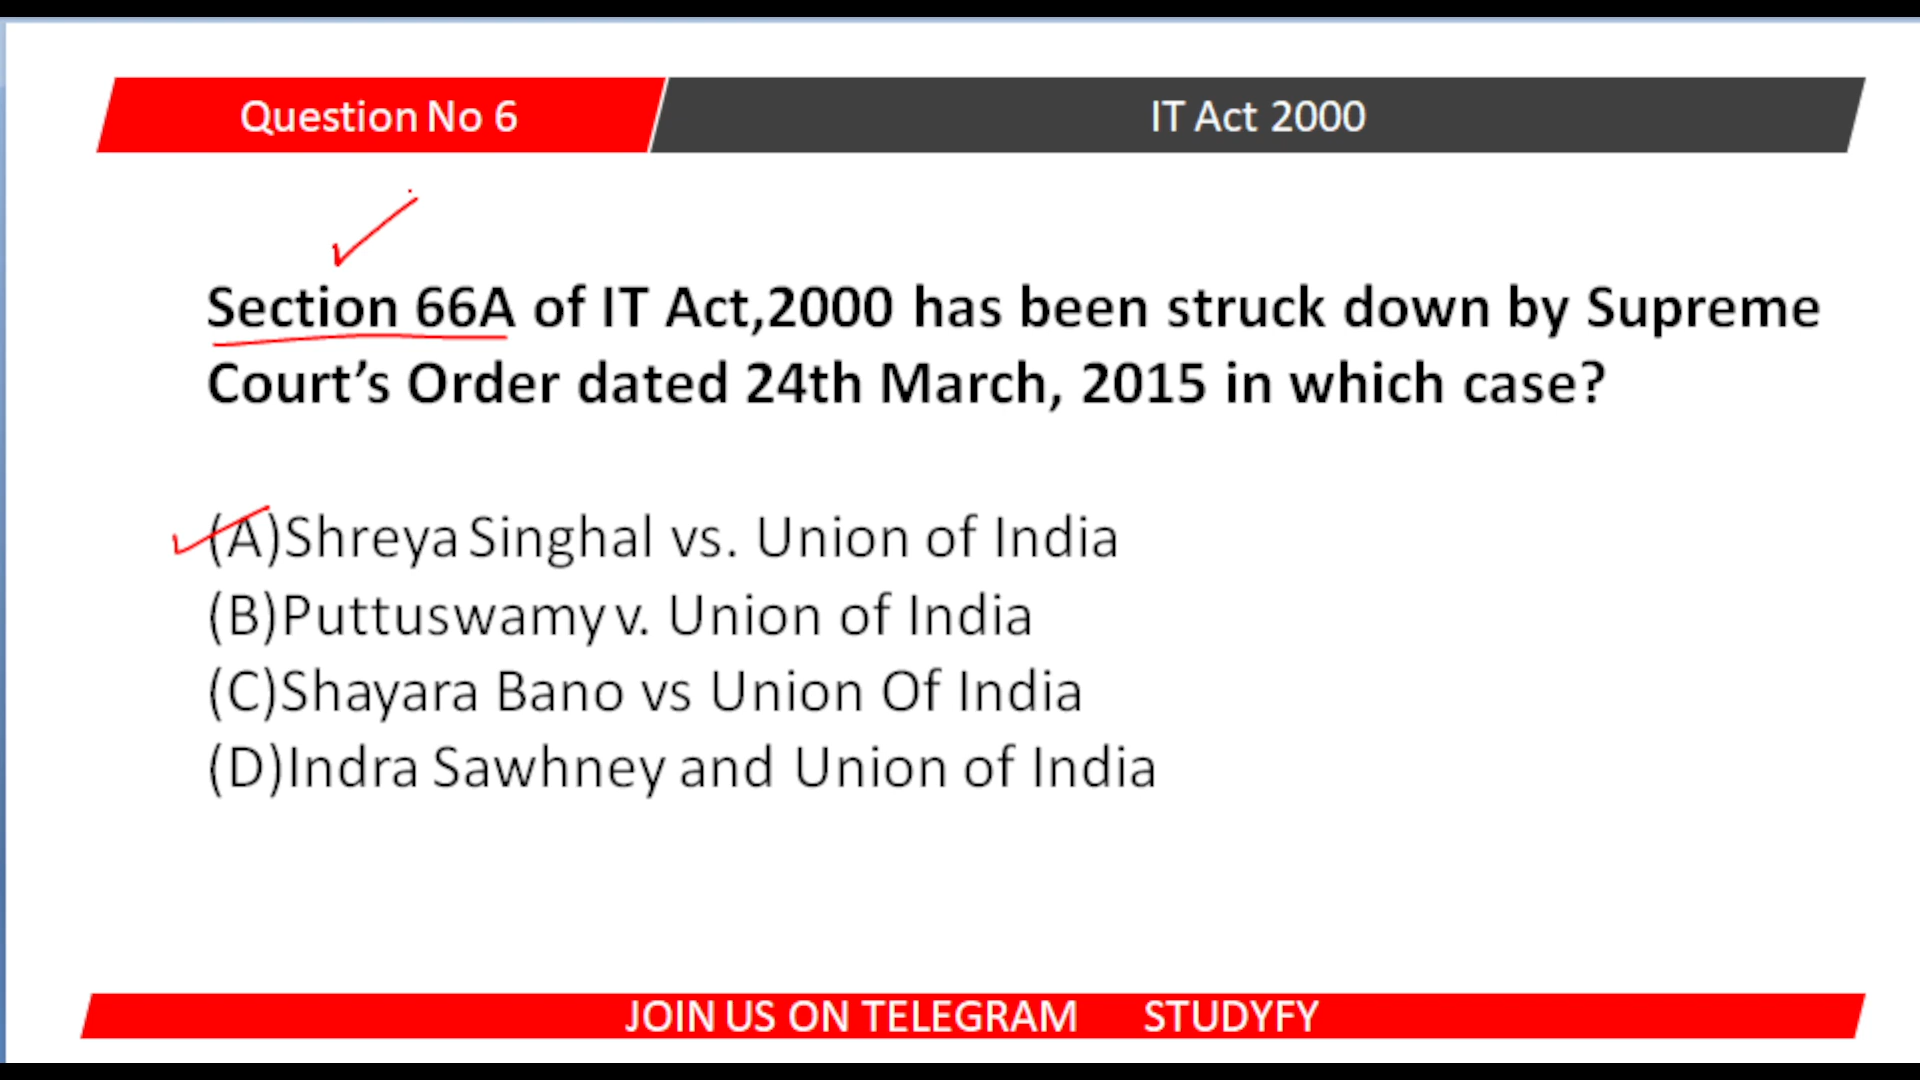 Question No 6
IT Act 2000
Section 66A of IT Act,2000 has been struck down by Supreme
Court’s Order dated 24th March, 2015 in which case?
(A)Shreya Singhal vs. Union of India
(B)Puttuswamy v. Union of India
(C)Shayara Bano vs Union Of India
(D)Indra Sawhney and Union of India
JOIN US ON TELEGRAM STUDYFY